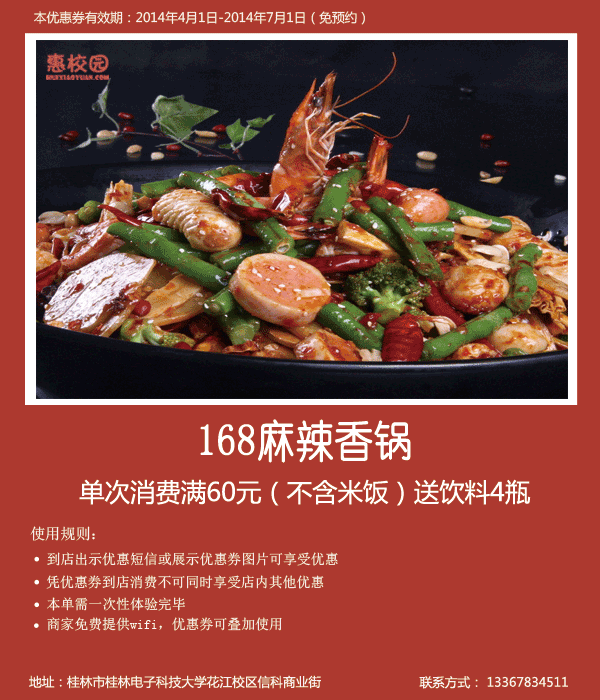 本优惠券有效期：2014年4月1日-2014年7月1日（免预约）
惠校园
HUIXIAOYUAN.COM
168麻辣香锅
单次消费满60元（不含米饭）送饮料4瓶
使用规则：
• 到店出示优惠短信或展示优惠券图片可享受优惠
• 凭优惠券到店消费不可同时享受店内其他优惠
• 本单需一次性体验完毕
• 商家免费提供wifi，优惠券可叠加使用
地址：桂林市桂林电子科技大学花江校区信科商业街 联系方式： 13367834511